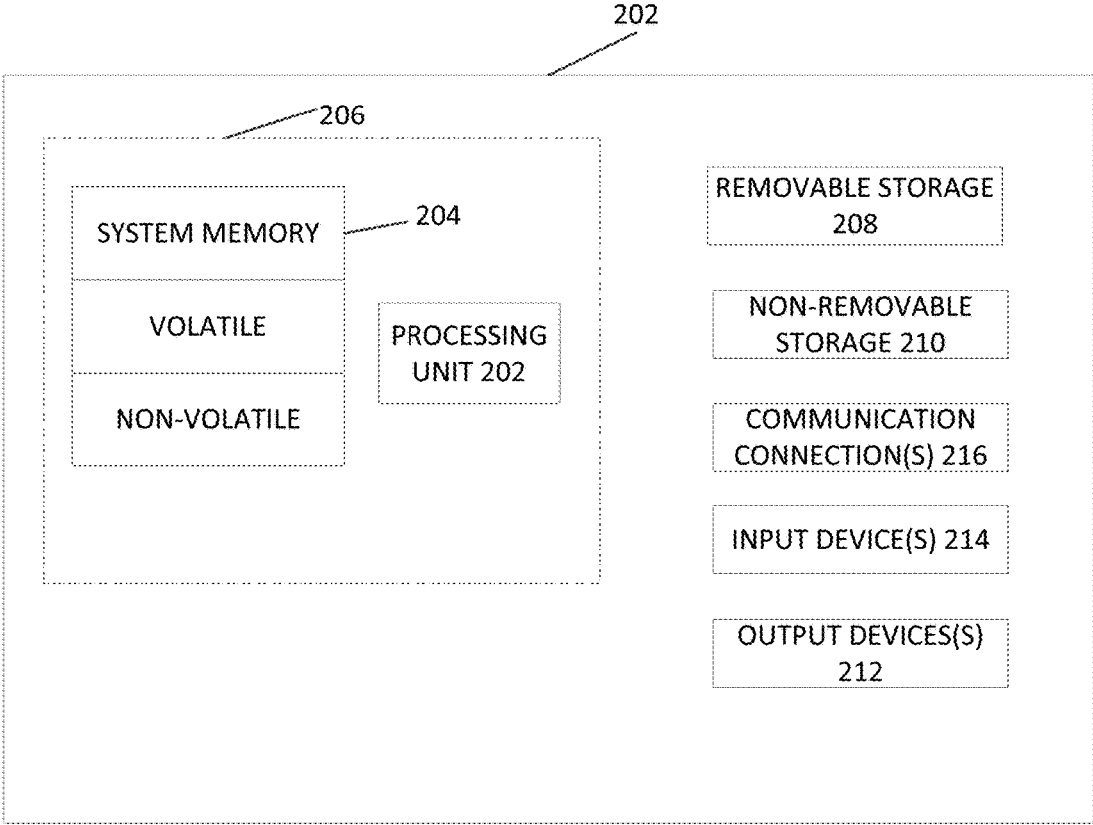 202
206
SYSTEM MEMORY
204
VOLATILE
NON-VOLATILE
PROCESSING
UNIT 202
REMOVABLE STORAGE
208
NON-REMOVABLE
STORAGE 210
COMMUNICATION
CONNECTION(S) 216
INPUT DEVICE(S) 214
OUTPUT DEVICES(S)
212